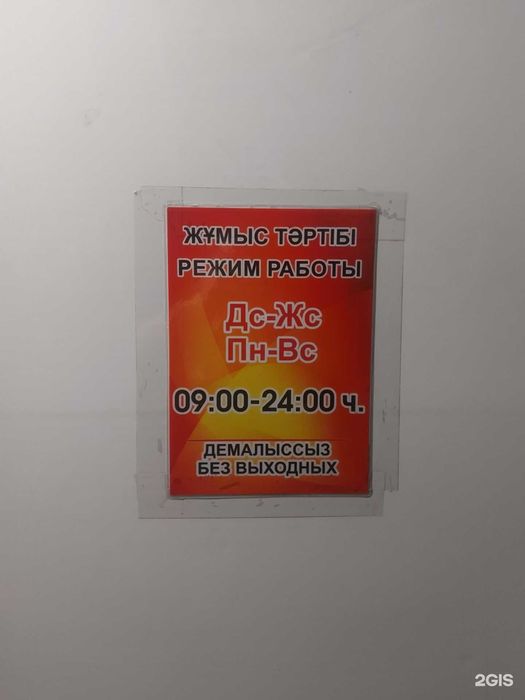 ЖҰМЫС ТӘРТІБІ
РЕЖИМ РАБОТЫ
Дс-Жс
Пн-Вс
09:00-24:00 ч.
ДЕМАЛЫССЫЗ
БЕЗ ВЫХОДНЫХ
2GIS